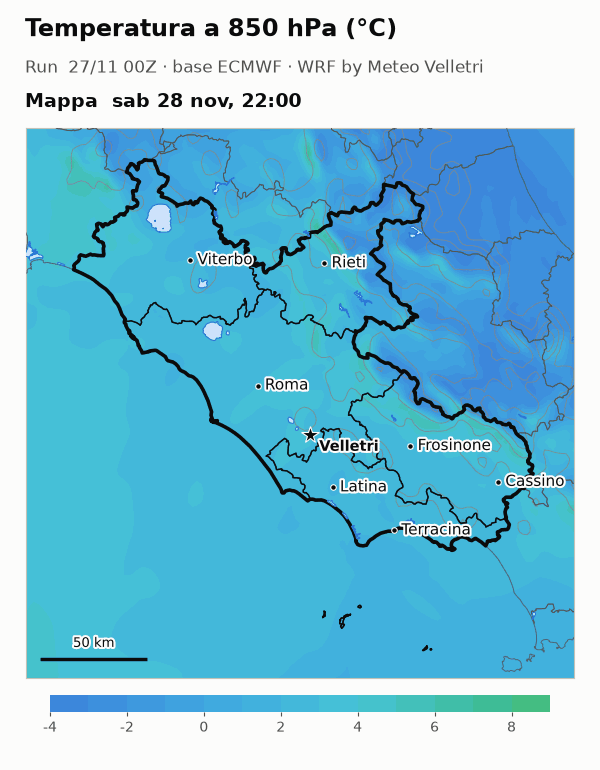 Temperatura a 850 hPa (°C)
Run  27/11 00Z · base ECMWF · WRF by Meteo Velletri
Mappa  sab 28 nov, 22:00
Viterbo
Rieti
Roma
Velletri
Frosinone
Cassino
Latina
Terracina
50 km
-4 -2 0 2 4 6 8